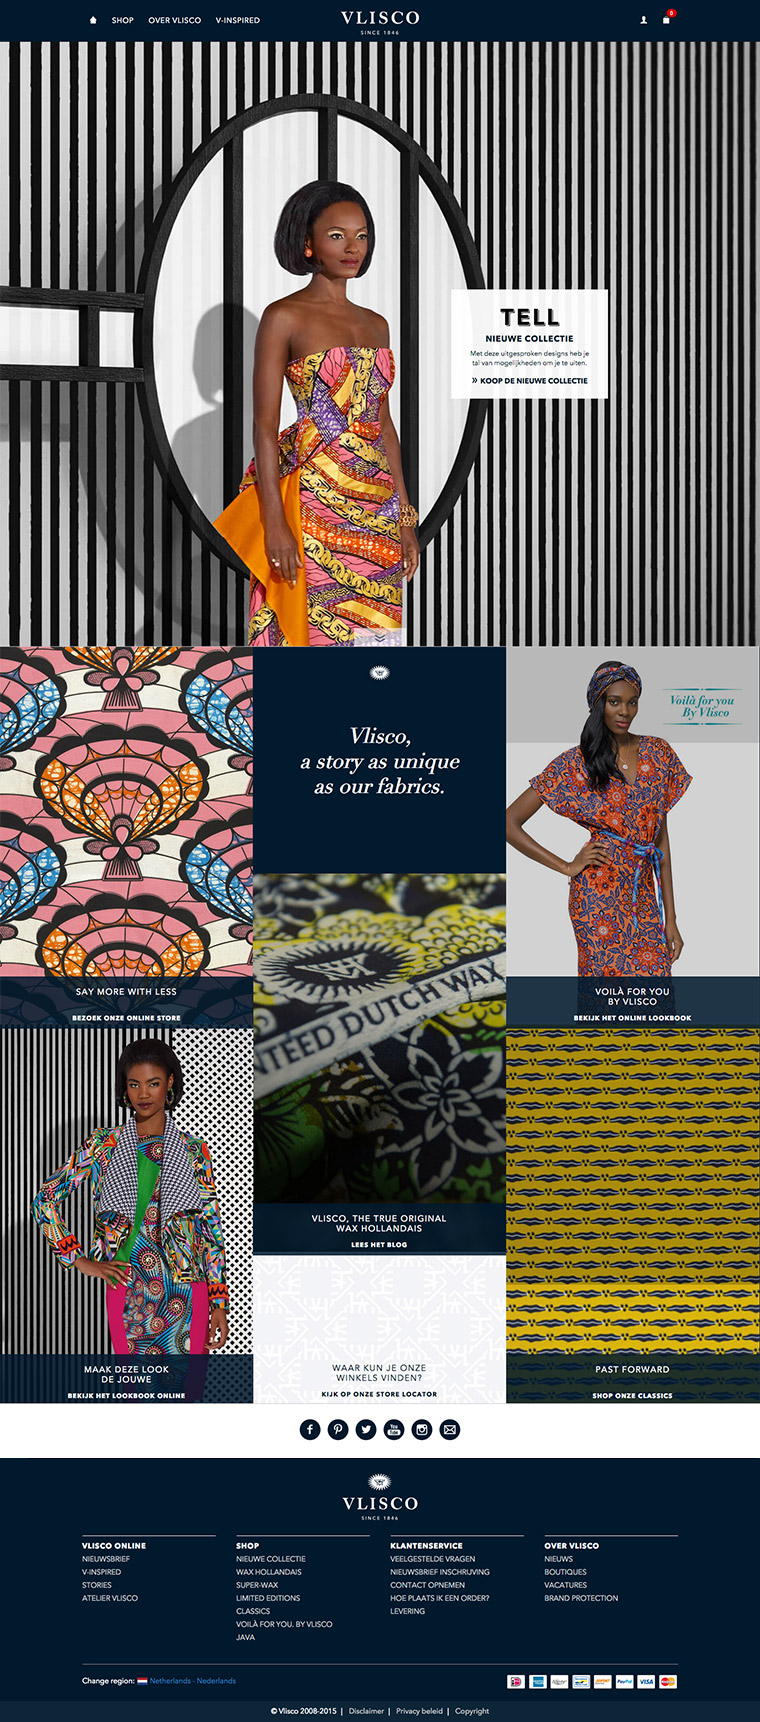 SHOP
OVER VLISCO
V-INSPIRED
VLISCO
SINCE 1846
0
TELL
NIEUWE COLLECTIE
Met deze uitgesproken designs heb je
tal van mogelijkheden om je te uiten.
» KOOP DE NIEUWE COLLECTIE
Vlisco,
a story as unique
as our fabrics.
Voilà for you
By Vlisco
SAY MORE WITH LESS
BEZOEK ONZE ONLINE STORE
VOILÀ FOR YOU
BY VLISCO
BEKIJK HET ONLINE LOOKBOOK
DUTCH WAX
VLISCO, THE TRUE ORIGINAL
WAX HOLLANDAIS
LEES HET BLOG
MAAK DEZE LOOK
DE JOUWE
BEKIJK HET LOOKBOOK ONLINE
WAAR KUN JE ONZE
WINKELS VINDEN?
KIJK OP ONZE STORE LOCATOR
PAST FORWARD
SHOP ONZE CLASSICS
You
Tube
VLISCO
SINCE 1846
VLISCO ONLINE
NIEUWSBRIEF
V-INSPIRED
STORIES
ATELIER VLISCO
SHOP
NIEUWE COLLECTIE
WAX HOLLANDAIS
SUPER-WAX
LIMITED EDITIONS
CLASSICS
VOILÀ FOR YOU. BY VLISCO
JAVA
KLANTENSERVICE
VEELGESTELDE VRAGEN
NIEUWSBRIEF INSCHRIJVING
CONTACT OPNEMEN
HOE PLAATS IK EEN ORDER?
LEVERING
OVER VLISCO
NIEUWS
BOUTIQUES
VACATURES
BRAND PROTECTION
Change region: Netherlands - Nederlands
PayPal
VISA
© Vlisco 2008-2015 | Disclaimer | Privacy beleid | Copyright